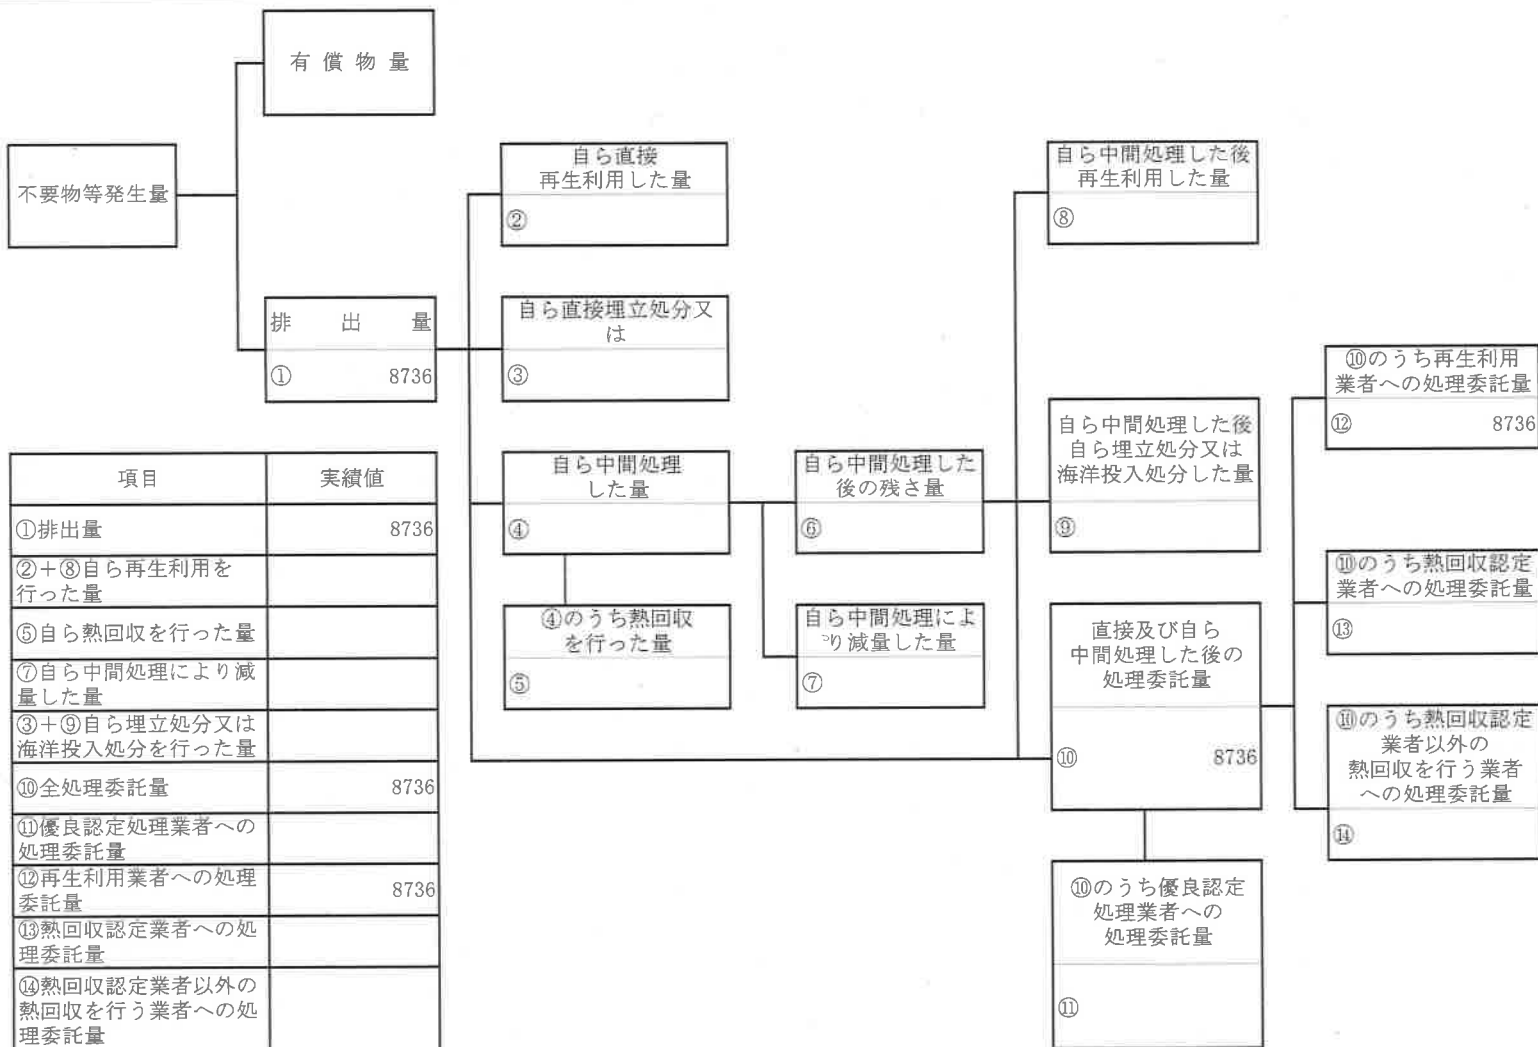 有 償 物 量
不要物等発生量
排 出 量
① 8736
自ら直接
再生利用した量
②
自ら直接埋立処分又
は
③
自ら中間処理
した量
④
④のうち熱回収
を行った量
⑤
自ら中間処理した
後の残さ量
⑥
自ら中間処理によ
り減量した量
⑦
自ら中間処理した後
再生利用した量
⑧
自ら中間処理した後
自ら埋立処分又は
海洋投入処分した量
⑨
直接及び自ら
中間処理した後の
処理委託量
⑩ 8736
⑩のうち優良認定
処理業者への
処理委託量
⑪
⑩のうち再生利用
業者への処理委託量
⑫ 8736
⑩のうち熱回収認定
業者への処理委託量
⑬
⑩のうち熱回収認定
業者以外の
熱回収を行う業者
への処理委託量
⑭
項目 実績値
①排出量 8736
②+⑧自ら再生利用を
行った量
⑤自ら熱回収を行った量
⑦自ら中間処理により減
量した量
③+⑨自ら埋立処分又は
海洋投入処分を行った量
⑩全処理委託量 8736
⑪優良認定処理業者への
処理委託量
⑫再生利用業者への処理
委託量 8736
⑬熱回収認定業者への処
理委託量
⑭熱回収認定業者以外の
熱回収を行う業者への処
理委託量